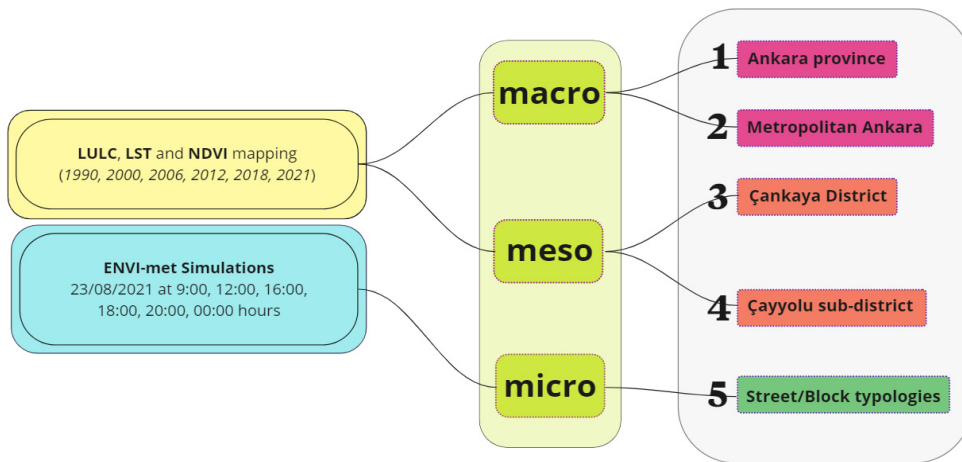 LULC, LST and NDVI mapping
(1990, 2000, 2006, 2012, 2018, 2021)
ENVI-met Simulations
23/08/2021 at 9:00, 12:00, 16:00,
18:00, 20:00, 00:00 hours
macro
meso
micro
1 Ankara province
2 Metropolitan Ankara
3 Çankaya District
4 Çayyolu sub-district
5 Street/Block typologies